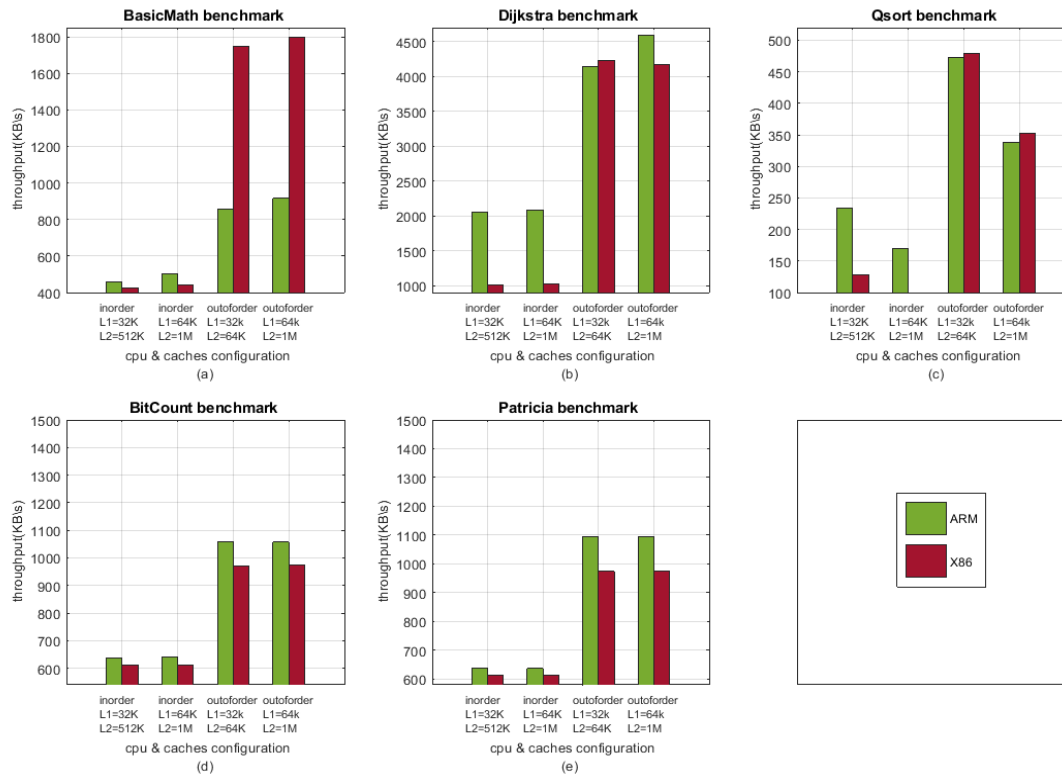 BasicMath benchmark
throughput(KB\s)
1800
1600
1400
1200
1000
800
600
400
inorder
L1=32K
L2=512K
inorder
L1=64K
L2=1M
outoforder
L1=32k
L2=64K
outoforder
L1=64k
L2=1M
cpu & caches configuration
(a)
Dijkstra benchmark
throughput(KB\s)
4500
4000
3500
3000
2500
2000
1500
1000
inorder
L1=32K
L2=512K
inorder
L1=64K
L2=1M
outoforder
L1=32k
L2=64K
outoforder
L1=64k
L2=1M
cpu & caches configuration
(b)
Qsort benchmark
throughput(KB\s)
500
450
400
350
300
250
200
150
100
inorder
L1=32K
L2=512K
inorder
L1=64K
L2=1M
outoforder
L1=32k
L2=64K
outoforder
L1=64k
L2=1M
cpu & caches configuration
(c)
BitCount benchmark
throughput(KB\s)
1500
1400
1300
1200
1100
1000
900
800
700
600
inorder
L1=32K
L2=512K
inorder
L1=64K
L2=1M
outoforder
L1=32k
L2=64K
outoforder
L1=64k
L2=1M
cpu & caches configuration
(d)
Patricia benchmark
throughput(KB\s)
1500
1400
1300
1200
1100
1000
900
800
700
600
inorder
L1=32K
L2=512K
inorder
L1=64K
L2=1M
outoforder
L1=32k
L2=64K
outoforder
L1=64k
L2=1M
cpu & caches configuration
(e)
ARM
X86